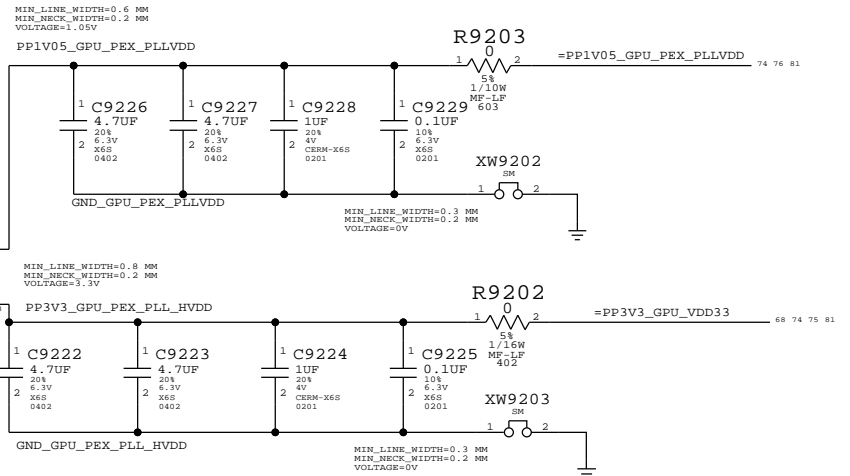 MIN_LINE_WIDTH=0.6 MM
MIN_NECK_WIDTH=0.2 MM
VOLTAGE=1.05V
PP1V05_GPU_PEX_PLLVDD
R9203
0
1 2
5%
1/10W
MF-LF
603
=PP1V05_GPU_PEX_PLLVDD
74 76 81
1 C9226
4.7UF
20%
6.3V
2 X6S
0402
1 C9227
4.7UF
20%
6.3V
2 X6S
0402
1 C9228
1UF
20%
4V
2 CERM-X6S
0201
1 C9229
0.1UF
10%
6.3V
2 X6S
0201
XW9202
SM
1 2
GND_GPU_PEX_PLLVDD
MIN_LINE_WIDTH=0.3 MM
MIN_NECK_WIDTH=0.2 MM
VOLTAGE=0V
MIN_LINE_WIDTH=0.8 MM
MIN_NECK_WIDTH=0.2 MM
VOLTAGE=3.3V
PP3V3_GPU_PEX_PLL_HVDD
R9202
0
1 2
5%
1/16W
MF-LF
402
=PP3V3_GPU_VDD33
68 74 75 81
1 C9222
4.7UF
20%
6.3V
2 X6S
0402
1 C9223
4.7UF
20%
6.3V
2 X6S
0402
1 C9224
1UF
20%
4V
2 CERM-X6S
0201
1 C9225
0.1UF
10%
6.3V
2 X6S
0201
XW9203
SM
1 2
GND_GPU_PEX_PLL_HVDD
MIN_LINE_WIDTH=0.3 MM
MIN_NECK_WIDTH=0.2 MM
VOLTAGE=0V